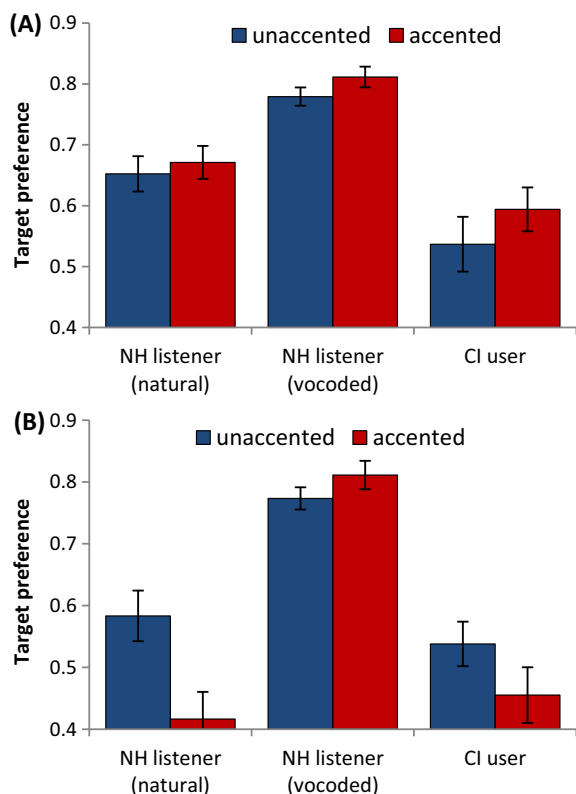 (A)
0.9
unaccented accented
0.8
0.7
0.6
0.5
0.4
Target preference
NH listener NH listener CI user
(natural) (vocoded)
(B)
0.9
unaccented accented
0.8
0.7
0.6
0.5
0.4
Target preference
NH listener NH listener CI user
(natural) (vocoded)